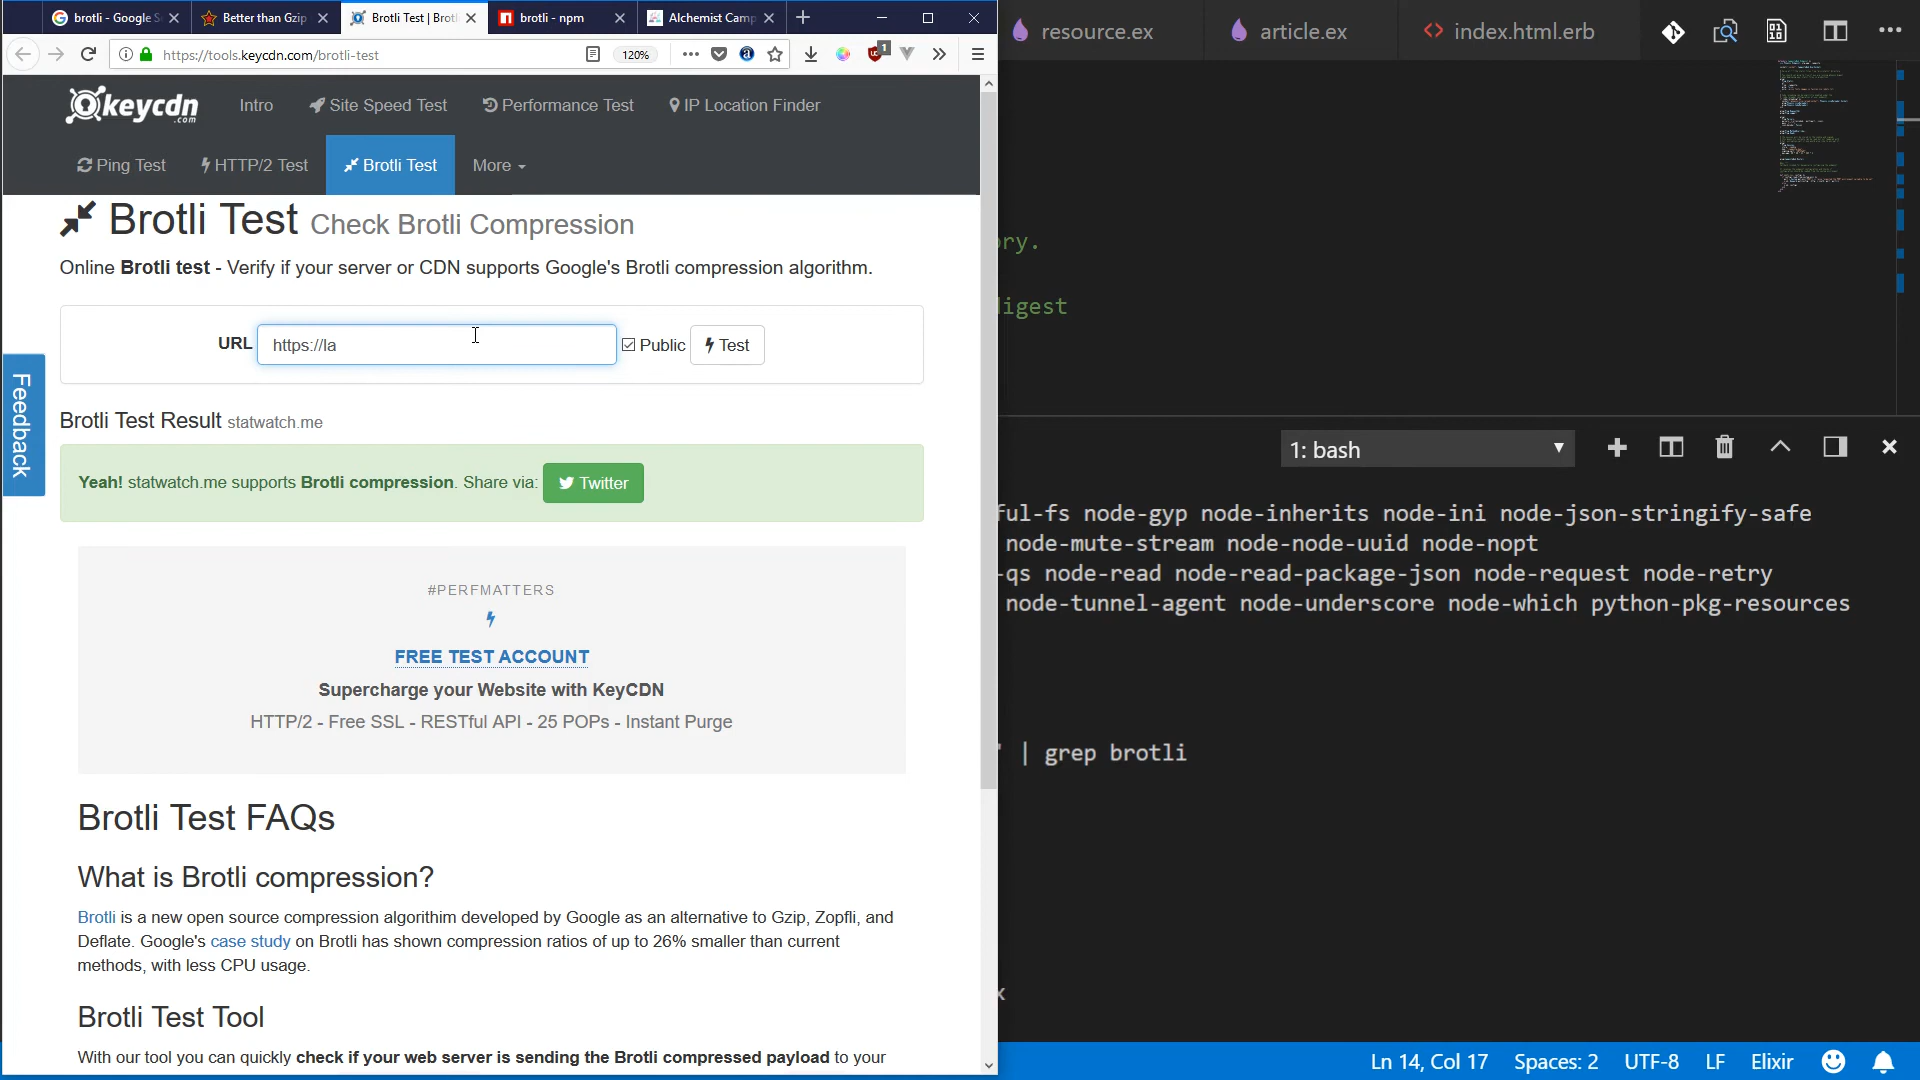 brotli - Google S
Better than Gzip
Brotli Test | Brotl
brotli - npm
Alchemist Camp
https://tools.keycdn.com/brotli-test
120%
1
keycdn
.com
Intro
Site Speed Test
Performance Test
IP Location Finder
Ping Test
HTTP/2 Test
Brotli Test
More
Brotli Test Check Brotli Compression
Online Brotli test - Verify if your server or CDN supports Google's Brotli compression algorithm.
URL
https://la
Public
Test
Feedback
Brotli Test Result statwatch.me
Yeah! statwatch.me supports Brotli compression. Share via:
Twitter
#PERFMATTERS
FREE TEST ACCOUNT
Supercharge your Website with KeyCDN
HTTP/2 - Free SSL - RESTful API - 25 POPs - Instant Purge
Brotli Test FAQs
What is Brotli compression?
Brotli is a new open source compression algorithim developed by Google as an alternative to Gzip, Zopfli, and
Deflate. Google's case study on Brotli has shown compression ratios of up to 26% smaller than current
methods, with less CPU usage.
Brotli Test Tool
With our tool you can quickly check if your web server is sending the Brotli compressed payload to your
resource.ex
article.ex
index.html.erb
ory.
digest
1: bash
ful-fs node-gyp node-inherits node-ini node-json-stringify-safe
node-mute-stream node-node-uuid node-nopt
-qs node-read node-read-package-json node-request node-retry
node-tunnel-agent node-underscore node-which python-pkg-resources
' | grep brotli
x
Ln 14, Col 17
Spaces: 2
UTF-8
LF
Elixir